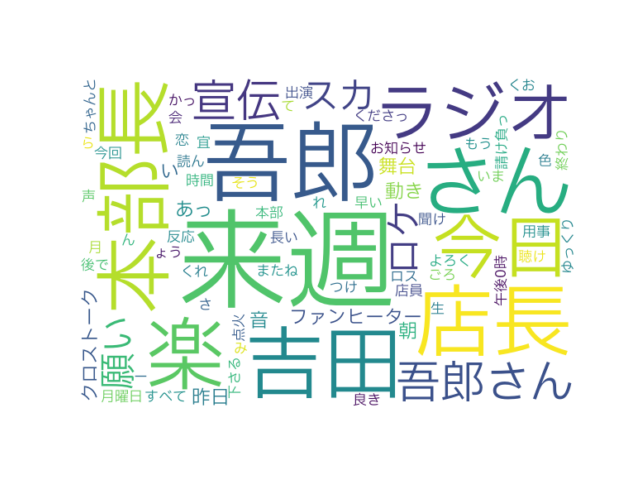 ちゃんと
かっ
宣伝
出演
て
スカ
くださっ
ラジオ
くお
会
ら
恋
宜
お知らせ
もう
請け負っ
色
終わり
今回
読ん
い
吾郎
舞台
さん
本部長
時間
そう
動き
いま
声
あっ
本部
れ
早い
聞け
月
ん
来週
ロケ
今日
用事
ゆっくり
後で
ょう
反応
長い
よろしく
聴け
くれ
またね
ロス
ごろ
午後0時
さ
つけ
店員
店長
クロストーク
願い
楽
音
ファンヒーター
生
点火
み
朝
吉田
下さる
吾郎さん
ー
月曜日
すべて
昨日
良き